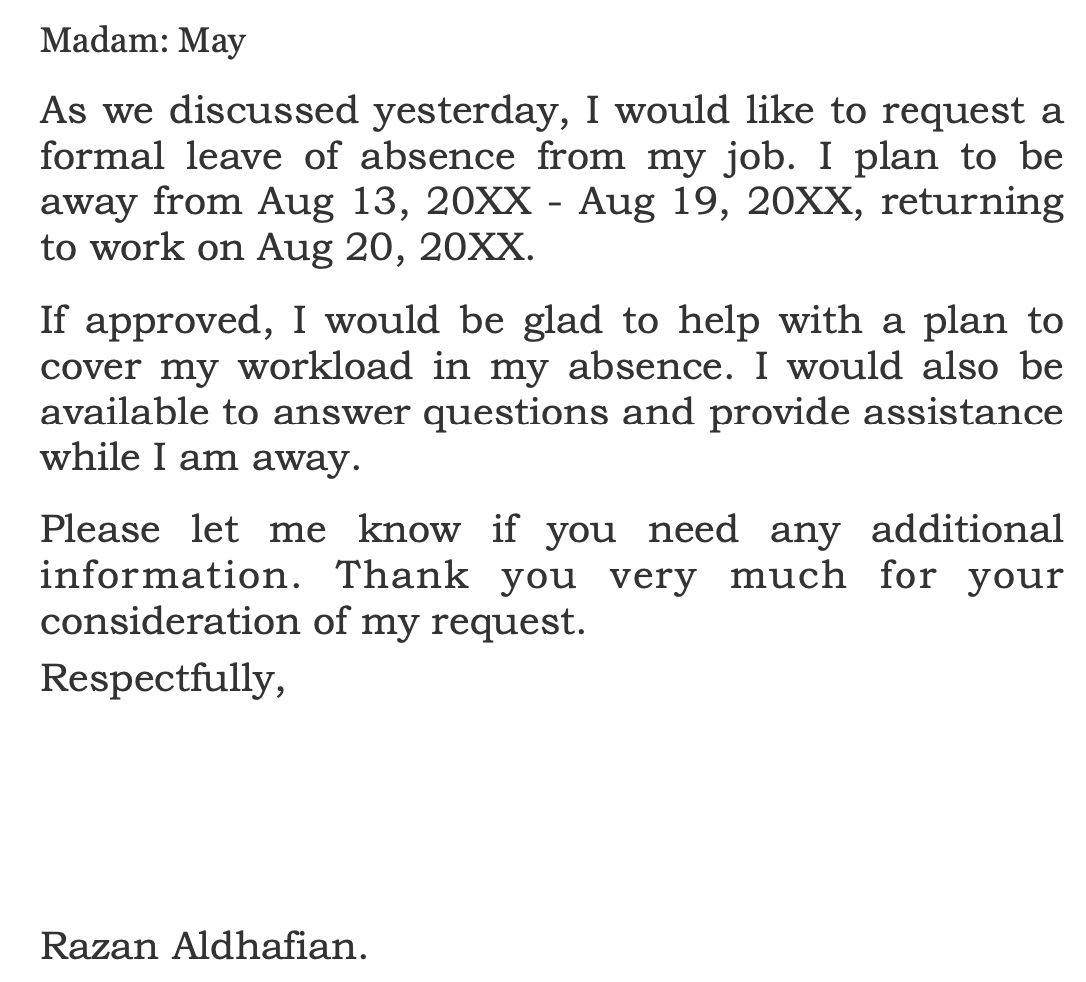 Madam: May
As we discussed yesterday, I would like to request a
formal leave of absence from my job. I plan to be
away from Aug 13, 20XX - Aug 19, 20XX, returning
to work on Aug 20, 20XX.
If approved, I would be glad to help with a plan to
cover my workload in my absence. I would also be
available to answer questions and provide assistance
while I am away.
Please let me know if you need any additional
information. Thank you very much for your
consideration of my request.
Respectfully,
Razan Aldhafian.